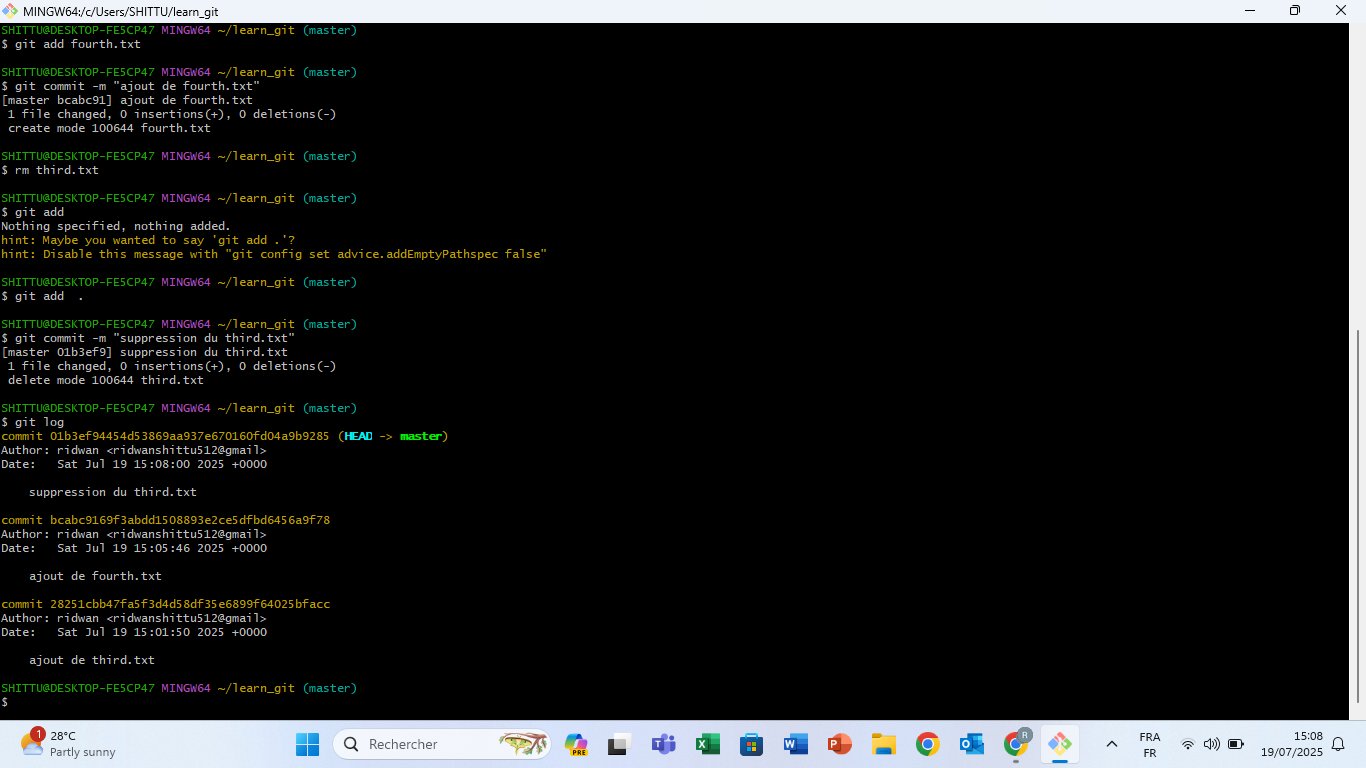 MINGW64:/c/Users/SHITTU/learn_git
SHITTU@DESKTOP-FE5CP47 MINGW64 ~/learn_git (master)
$ git add fourth.txt
SHITTU@DESKTOP-FE5CP47 MINGW64 ~/learn_git (master)
$ git commit -m "ajout de fourth.txt"
[master bcabc91] ajout de fourth.txt
 1 file changed, 0 insertions(+), 0 deletions(-)
 create mode 100644 fourth.txt
SHITTU@DESKTOP-FE5CP47 MINGW64 ~/learn_git (master)
$ rm third.txt
SHITTU@DESKTOP-FE5CP47 MINGW64 ~/learn_git (master)
$ git add
Nothing specified, nothing added.
hint: Maybe you wanted to say 'git add .'?
hint: Disable this message with "git config set advice.addEmptyPathspec false"
SHITTU@DESKTOP-FE5CP47 MINGW64 ~/learn_git (master)
$ git add  .
SHITTU@DESKTOP-FE5CP47 MINGW64 ~/learn_git (master)
$ git commit -m "suppression du third.txt"
[master 01b3ef9] suppression du third.txt
 1 file changed, 0 insertions(+), 0 deletions(-)
 delete mode 100644 third.txt
SHITTU@DESKTOP-FE5CP47 MINGW64 ~/learn_git (master)
$ git log
commit 01b3ef94454d53869aa937e670160fd04a9b9285 (HEAD -> master)
Author: ridwan <ridwanshittu512@gmail>
Date:   Sat Jul 19 15:08:00 2025 +0000
    suppression du third.txt
commit bcabc9169f3abdd1508893e2ce5dfbd6456a9f78
Author: ridwan <ridwanshittu512@gmail>
Date:   Sat Jul 19 15:05:46 2025 +0000
    ajout de fourth.txt
commit 28251cbb47fa5f3d4d58df35e6899f64025bfacc
Author: ridwan <ridwanshittu512@gmail>
Date:   Sat Jul 19 15:01:50 2025 +0000
    ajout de third.txt
SHITTU@DESKTOP-FE5CP47 MINGW64 ~/learn_git (master)
$
1
28°C
Partly sunny
Rechercher
PRE
R
FRA
FR
15:08
19/07/2025